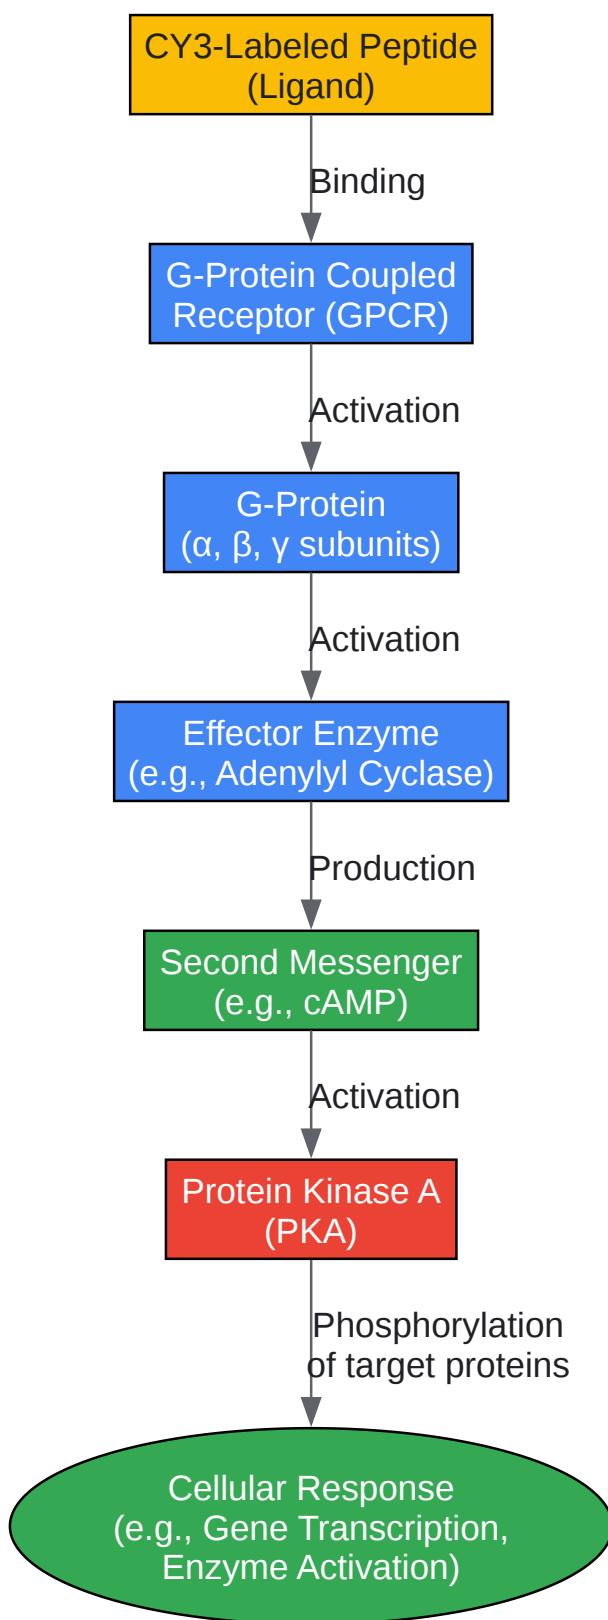 CY3-Labeled Peptide
(Ligand)
Binding
G-Protein Coupled
Receptor (GPCR)
Activation
G-Protein
(α, β, γ subunits)
Activation
Effector Enzyme
(e.g., Adenylyl Cyclase)
Production
Second Messenger
(e.g., cAMP)
Activation
Protein Kinase A
(PKA)
Phosphorylation
of target proteins
Cellular Response
(e.g., Gene Transcription,
Enzyme Activation)